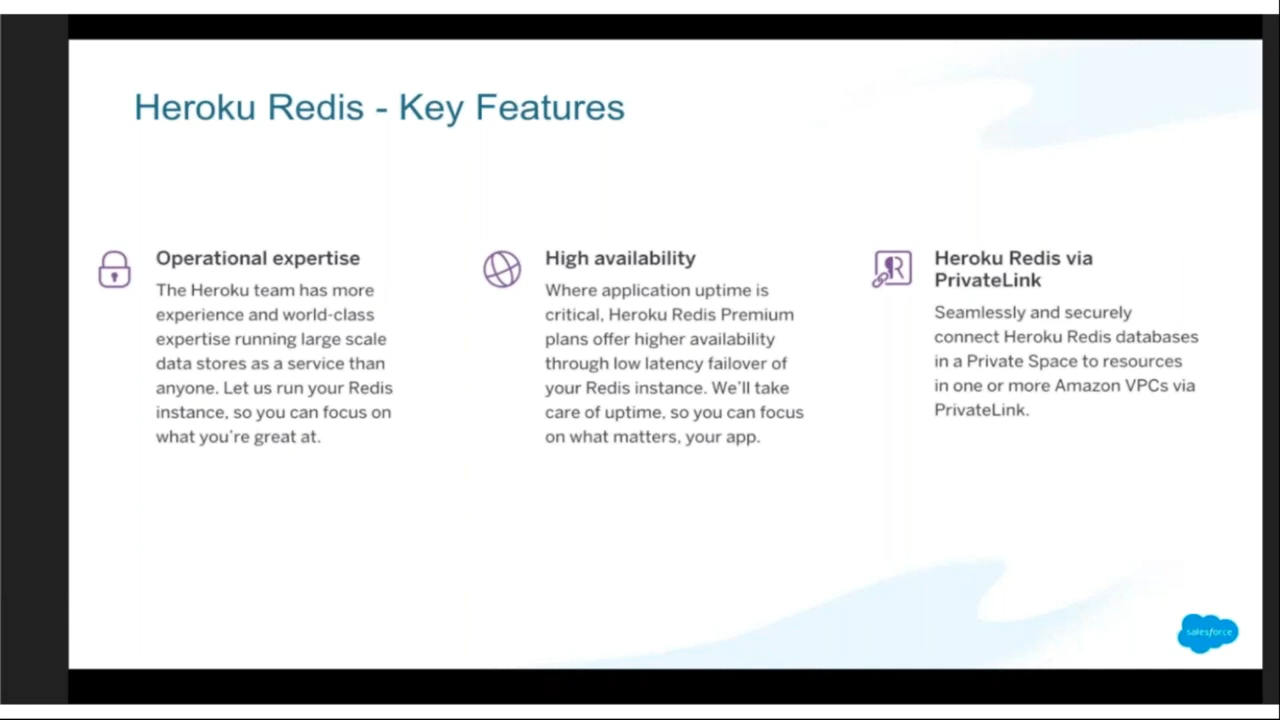 Heroku Redis - Key Features
Operational expertise
The Heroku team has more
experience and world-class
expertise running large scale
data stores as a service than
anyone. Let us run your Redis
instance, so you can focus on
what you're great at.
High availability
Where application uptime is
critical, Heroku Redis Premium
plans offer higher availability
through low latency failover of
your Redis instance. We'll take
care of uptime, so you can focus
on what matters, your app.
Heroku Redis via
PrivateLink
Seamlessly and securely
connect Heroku Redis databases
in a Private Space to resources
in one or more Amazon VPCs via
PrivateLink.
salesforce